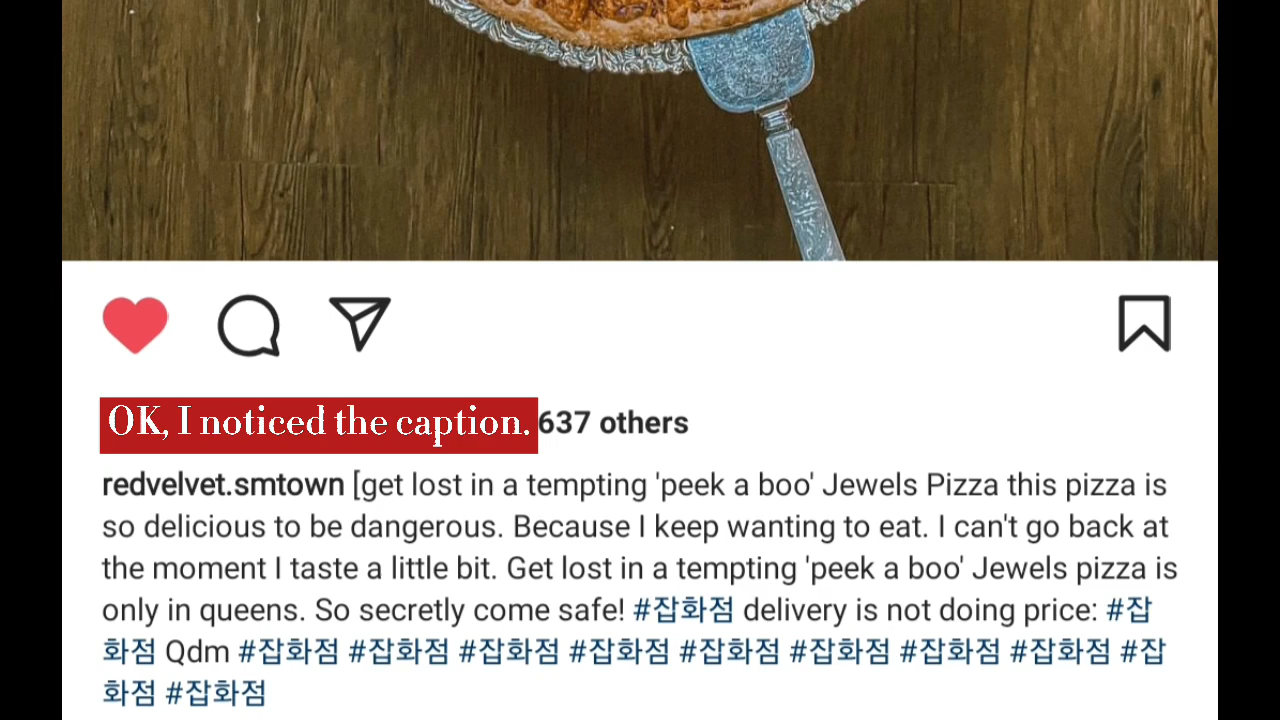 OK, I noticed the caption. 637 others
redvelvet.smtown [get lost in a tempting 'peek a boo' Jewels Pizza this pizza is
so delicious to be dangerous. Because I keep wanting to eat. I can't go back at
the moment I taste a little bit. Get lost in a tempting 'peek a boo' Jewels pizza is
only in queens. So secretly come safe! #잡화점 delivery is not doing price: #잡
화점 Qdm #잡화점 #잡화점 #잡화점 #잡화점 #잡화점 #잡화점 #잡화점 #잡화점 #잡
화점 #잡화점